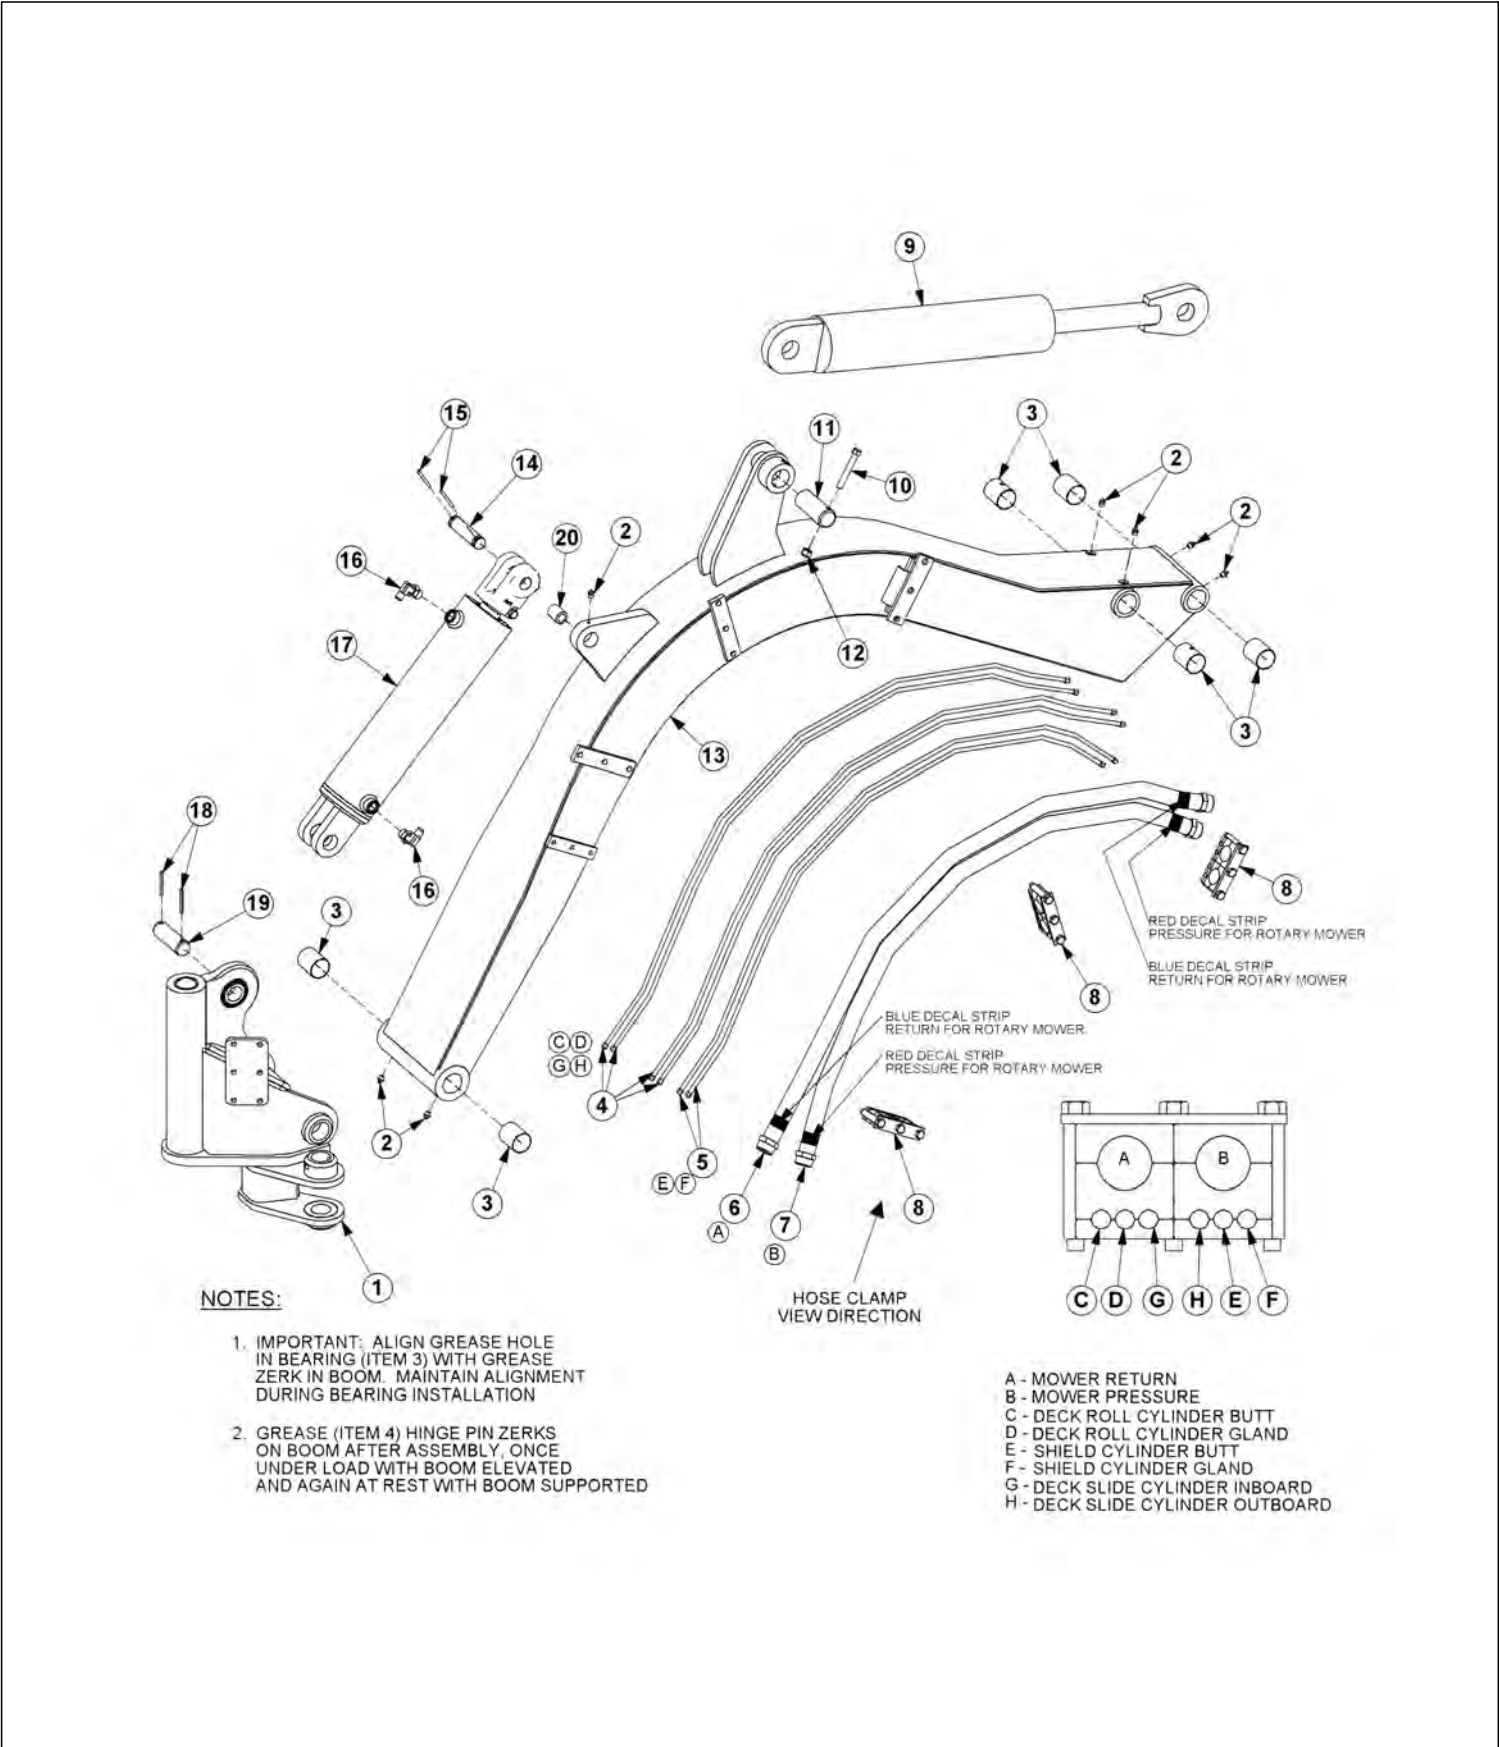 9
15
3
11
14
2
10
2
20
2
16
17
12
13
3
18
16
8
19
3
RED DECAL STRIP
PRESSURE FOR ROTARY MOWER
BLUE DECAL STRIP
RETURN FOR ROTARY MOWER
8
BLUE DECAL STRIP
RETURN FOR ROTARY MOWER
C D
G H
RED DECAL STRIP
PRESSURE FOR ROTARY MOWER
4
2
5
E F
3
6
A
7
B
8
A B
1
HOSE CLAMP
VIEW DIRECTION
C D G H E F
NOTES:
1. IMPORTANT: ALIGN GREASE HOLE
IN BEARING (ITEM 3) WITH GREASE
ZERK IN BOOM. MAINTAIN ALIGNMENT
DURING BEARING INSTALLATION
2. GREASE (ITEM 4) HINGE PIN ZERKS
ON BOOM AFTER ASSEMBLY, ONCE
UNDER LOAD WITH BOOM ELEVATED
AND AGAIN AT REST WITH BOOM SUPPORTED
A - MOWER RETURN
B - MOWER PRESSURE
C - DECK ROLL CYLINDER BUTT
D - DECK ROLL CYLINDER GLAND
E - SHIELD CYLINDER BUTT
F - SHIELD CYLINDER GLAND
G - DECK SLIDE CYLINDER INBOARD
H - DECK SLIDE CYLINDER OUTBOARD